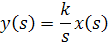 y(s) = k/s x(s)